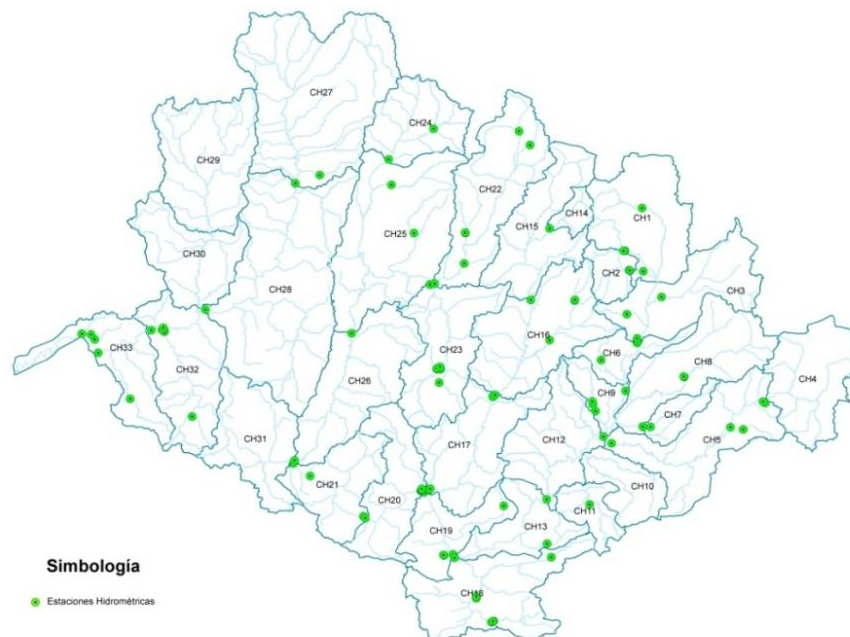 CH27
CH24
CH29
CH22
CH14
CH1
CH15
CH25
CH30
CH2
CH28
CH3
CH16
CH33
CH23
CH6
CH8
CH4
CH32
CH26
CH9
CH7
CH31
CH12
CH5
CH17
CH21
CH20
CH10
CH11
CH19
CH13
Simbología
CH18
Estaciones Hidrométricas